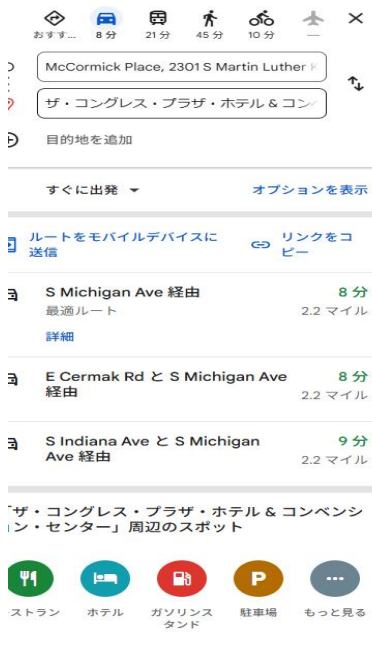 おすす... 8 分 21 分 45 分 10 分 —
McCormick Place, 2301 S Martin Luther K
ザ・コングレス・プラザ・ホテル & コン
目的地を追加
すぐに出発 オプションを表示
ルートをモバイルデバイスに
送信
リンクをコ
ピー
S Michigan Ave 経由 8 分
最適ルート 2.2 マイル
詳細
E Cermak Rd と S Michigan Ave 8 分
経由 2.2 マイル
S Indiana Ave と S Michigan 9 分
Ave 経由 2.2 マイル
「ザ・コングレス・プラザ・ホテル & コンベンシ
ョン・センター」周辺のスポット
P
ストラン ホテル ガソリンス 駐車場 もっと見る
タンド